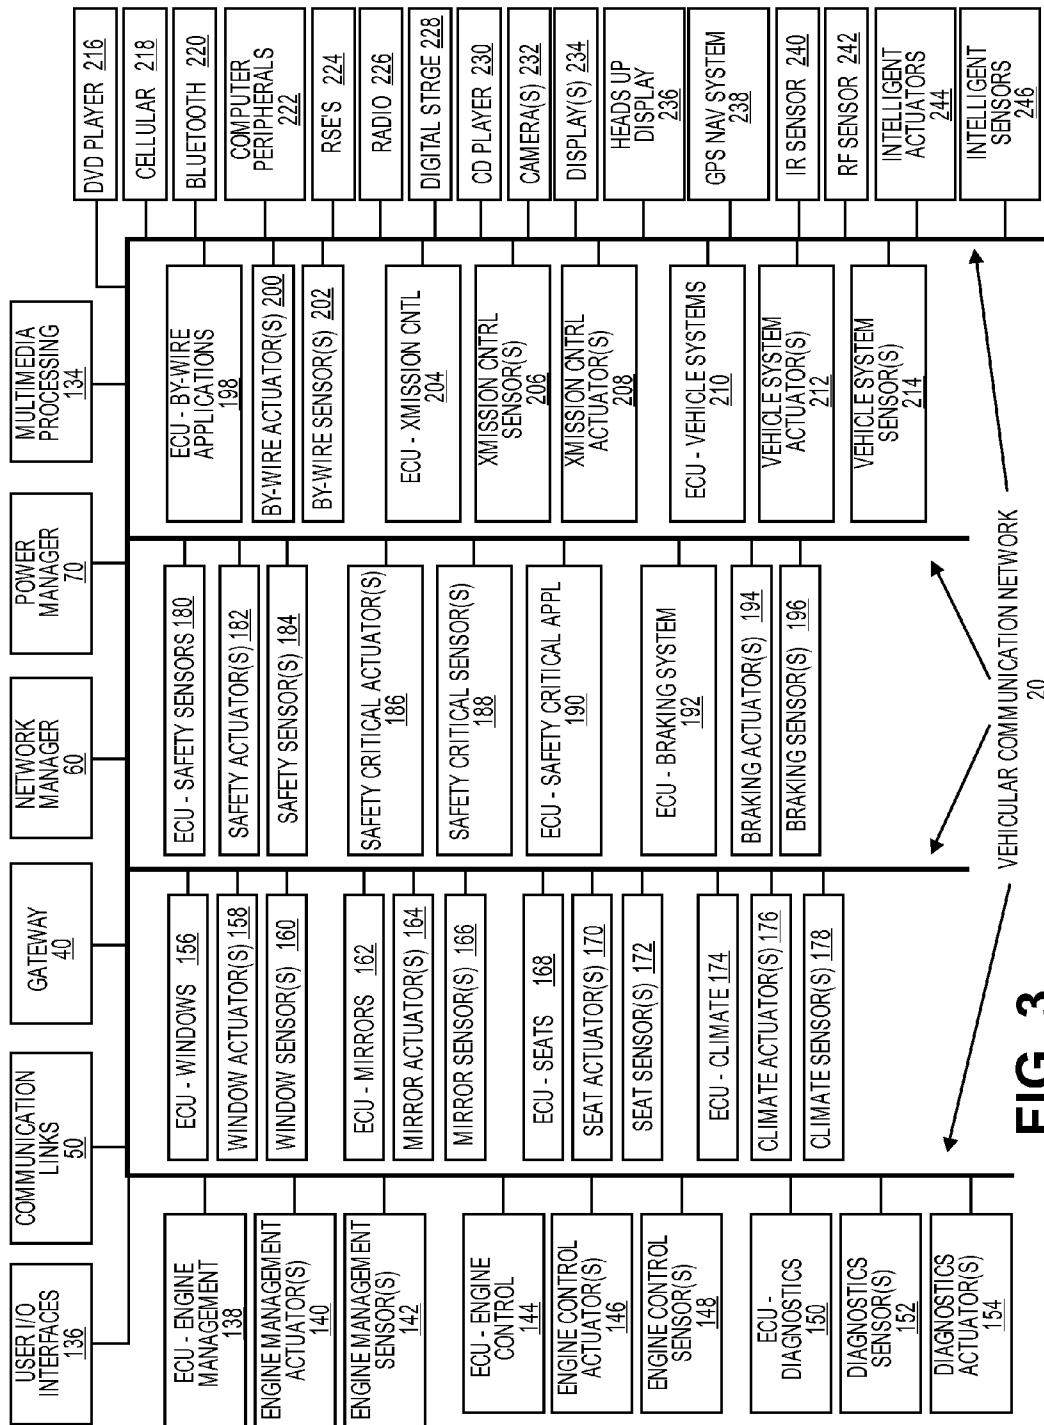 USER I/O
INTERFACES
136
COMMUNICATION
LINKS
50
GATEWAY
40
NETWORK
MANAGER
60
POWER
MANAGER
70
MULTIMEDIA
PROCESSING
134
ECU - ENGINE
MANAGEMENT
138
ENGINE MANAGEMENT
ACTUATOR(S)
140
ENGINE MANAGEMENT
SENSOR(S)
142
ECU - ENGINE
CONTROL
144
ENGINE CONTROL
ACTUATOR(S)
146
ENGINE CONTROL
SENSOR(S)
148
ECU -
DIAGNOSTICS
150
DIAGNOSTICS
SENSOR(S)
152
DIAGNOSTICS
ACTUATOR(S)
154
ECU - WINDOWS 156
WINDOW ACTUATOR(S) 158
WINDOW SENSOR(S) 160
ECU - MIRRORS 162
MIRROR ACTUATOR(S) 164
MIRROR SENSOR(S) 166
ECU - SEATS 168
SEAT ACTUATOR(S) 170
SEAT SENSOR(S) 172
ECU - CLIMATE 174
CLIMATE ACTUATOR(S) 176
CLIMATE SENSOR(S) 178
ECU - SAFETY SENSORS 180
SAFETY ACTUATOR(S) 182
SAFETY SENSOR(S) 184
SAFETY CRITICAL ACTUATOR(S)
186
SAFETY CRITICAL SENSOR(S)
188
ECU - SAFETY CRITICAL APPL
190
ECU - BRAKING SYSTEM
192
BRAKING ACTUATOR(S) 194
BRAKING SENSOR(S) 196
ECU - BY-WIRE
APPLICATIONS
198
BY-WIRE ACTUATOR(S) 200
BY-WIRE SENSOR(S) 202
ECU - XMISSION CNTL
204
XMISSION CNTRL
SENSOR(S)
206
XMISSION CNTRL
ACTUATOR(S)
208
ECU - VEHICLE SYSTEMS
210
VEHICLE SYSTEM
ACTUATOR(S)
212
VEHICLE SYSTEM
SENSOR(S)
214
DVD PLAYER 216
CELLULAR 218
BLUETOOTH 220
COMPUTER
PERIPHERALS
222
RSE'S 224
RADIO 226
DIGITAL STRGE 228
CD PLAYER 230
CAMERA(S) 232
DISPLAY(S) 234
HEADS UP
DISPLAY
236
GPS NAV SYSTEM
238
IR SENSOR 240
RF SENSOR 242
INTELLIGENT
ACTUATORS
244
INTELLIGENT
SENSORS
246
VEHICULAR COMMUNICATION NETWORK
20
FIG. 3